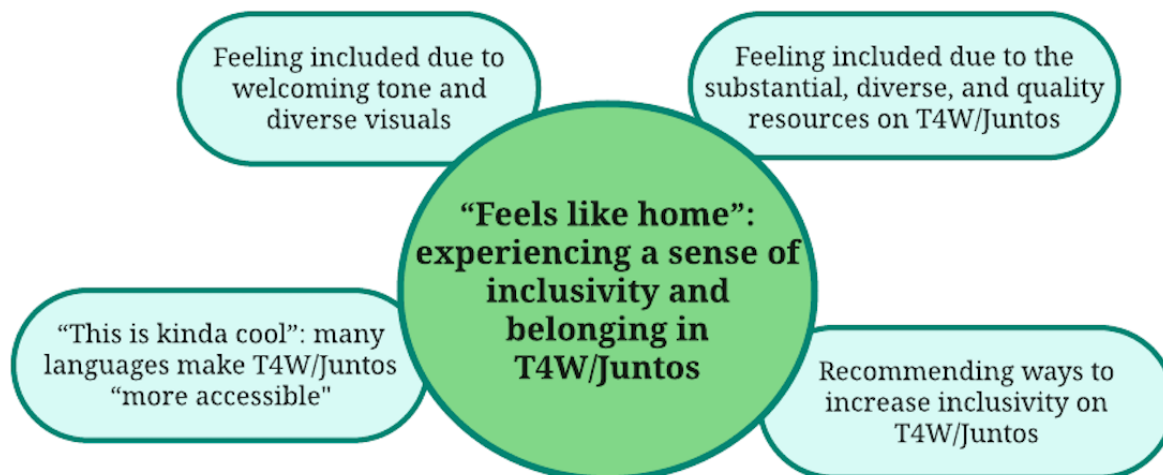 Feeling included due to
welcoming tone and
diverse visuals
Feeling included due to the
substantial, diverse, and quality
resources on T4W/Juntos
“Feels like home”:
experiencing a sense of
inclusivity and
belonging in
T4W/Juntos
“This is kinda cool”: many
languages make T4W/Juntos
“more accessible"
Recommending ways to
increase inclusivity on
T4W/Juntos